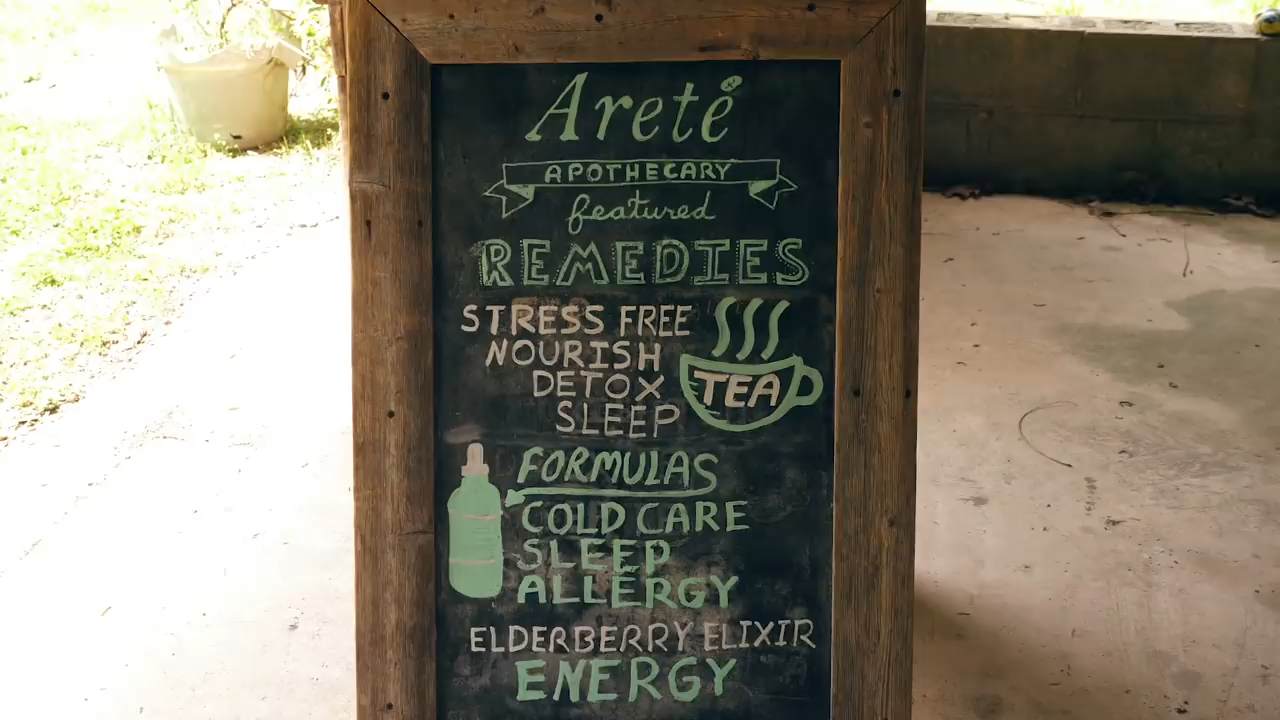 Areté
APOTHECARY
featured
REMEDIES
STRESS FREE
NOURISH
DETOX
SLEEP
TEA
FORMULAS
COLD CARE
SLEEP
ALLERGY
ELDERBERRY ELIXIR
ENERGY